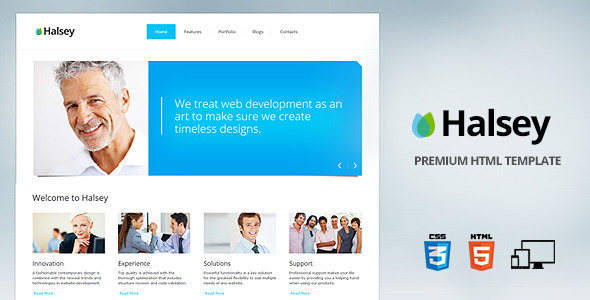 Halsey
Home Features Portfolio Blogs Contacts
We treat web development as an
art to make sure we create
timeless designs.
Welcome to Halsey
Innovation
A fashionable contemporary design is
combined with the newest trends and
technologies in website development.
Read More
Experience
Top quality is achieved with the
thorough optimization that includes
structure revision and code validation.
Read More
Solutions
Powerful functionality is a key solution
for the greatest flexibility to suit multiple
needs of any website.
Read More
Support
Professional support makes your life
easier by providing you a helping hand
when using our products.
Read More
Halsey
PREMIUM HTML TEMPLATE
CSS
3
HTML
5